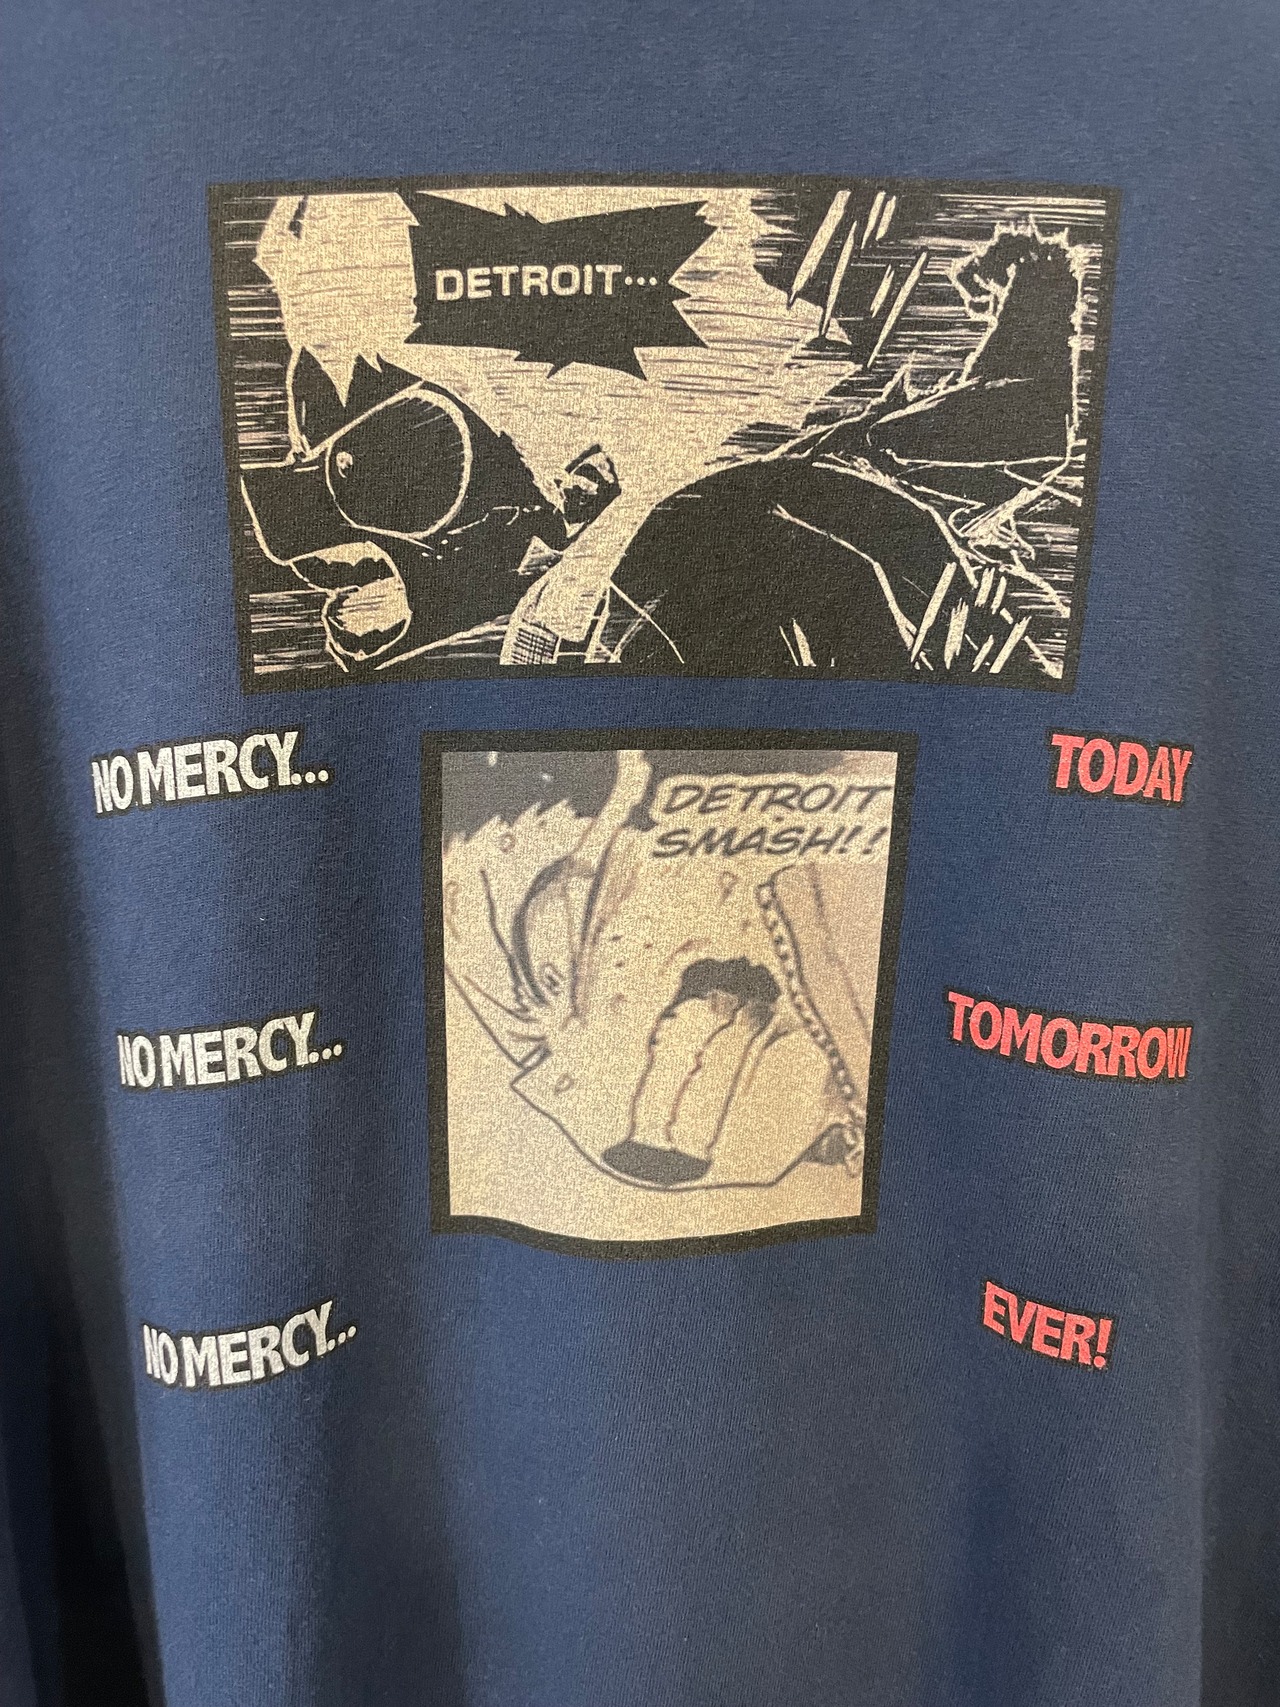 DETROIT...
NO MERCY... TODAY
DETROIT
SMASH!!
NO MERCY... TOMORROW
NO MERCY... EVER!